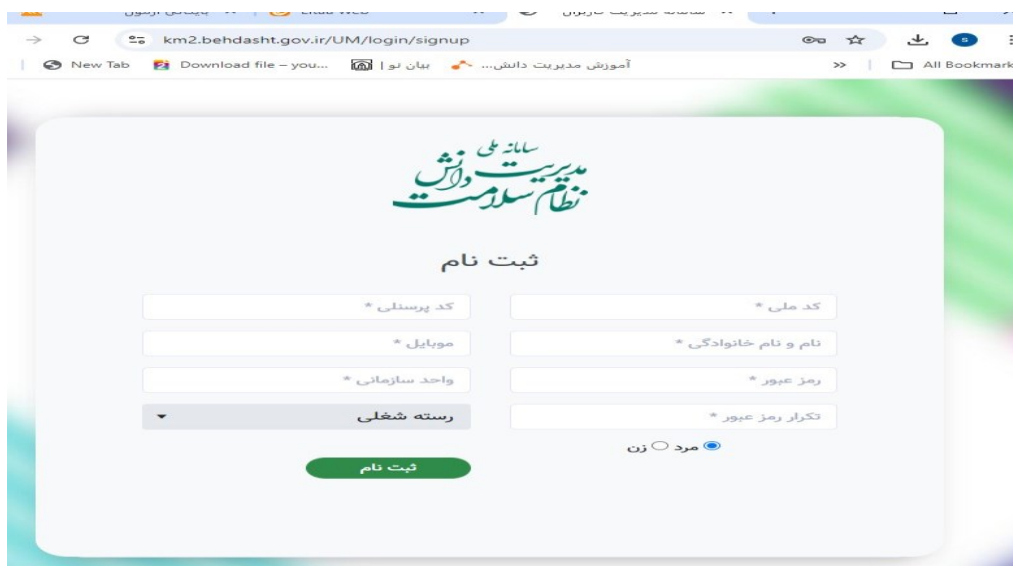 Ekdu Web
km2.behdasht.gov.ir/UM/login/signup
New Tab
Download file – you...
بیان نو |
آموزش مدیریت دانش...
All Bookmark
سامانه ملی
مدیریت دانش
نظام سلامت
ثبت نام
کد ملی *
کد پرسنلی *
نام و نام خانوادگی *
موبایل *
رمز عبور *
واحد سازمانی *
تکرار رمز عبور *
رسته شغلی
مرد زن
ثبت نام